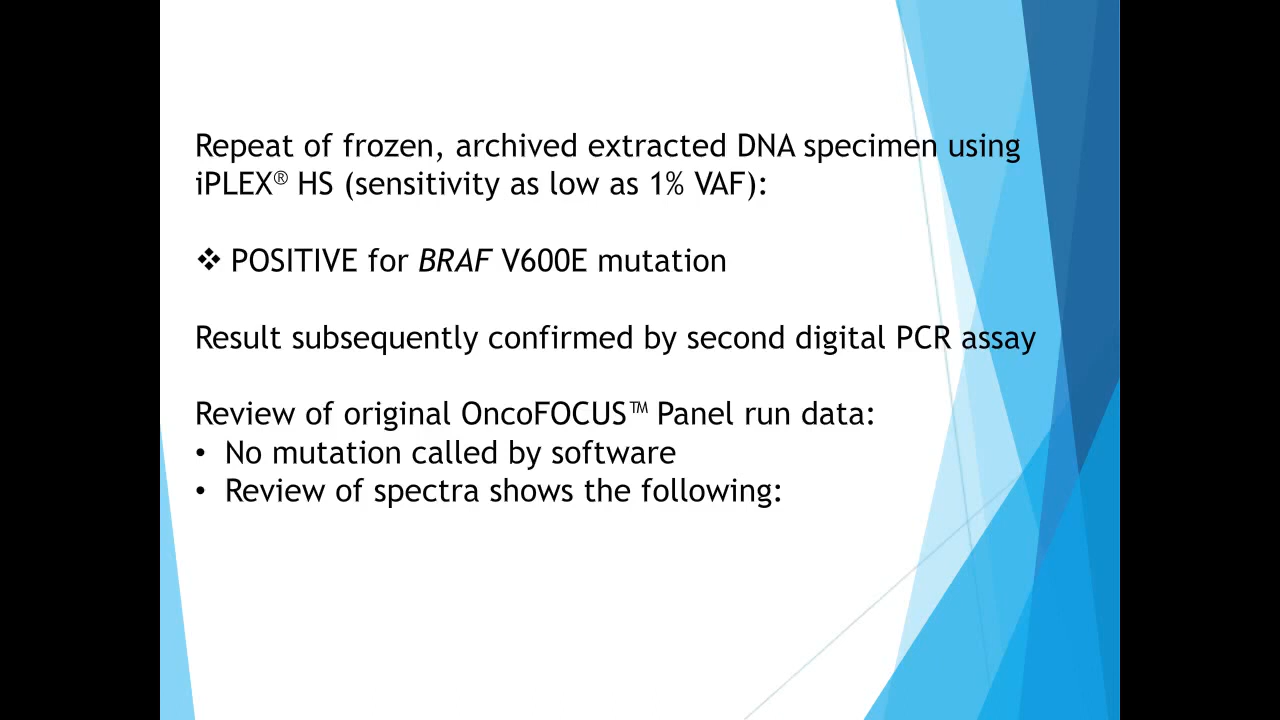 Repeat of frozen, archived extracted DNA specimen using
iPLEX® HS (sensitivity as low as 1% VAF):
❖ POSITIVE for BRAF V600E mutation
Result subsequently confirmed by second digital PCR assay
Review of original OncoFOCUS™ Panel run data:
• No mutation called by software
• Review of spectra shows the following: